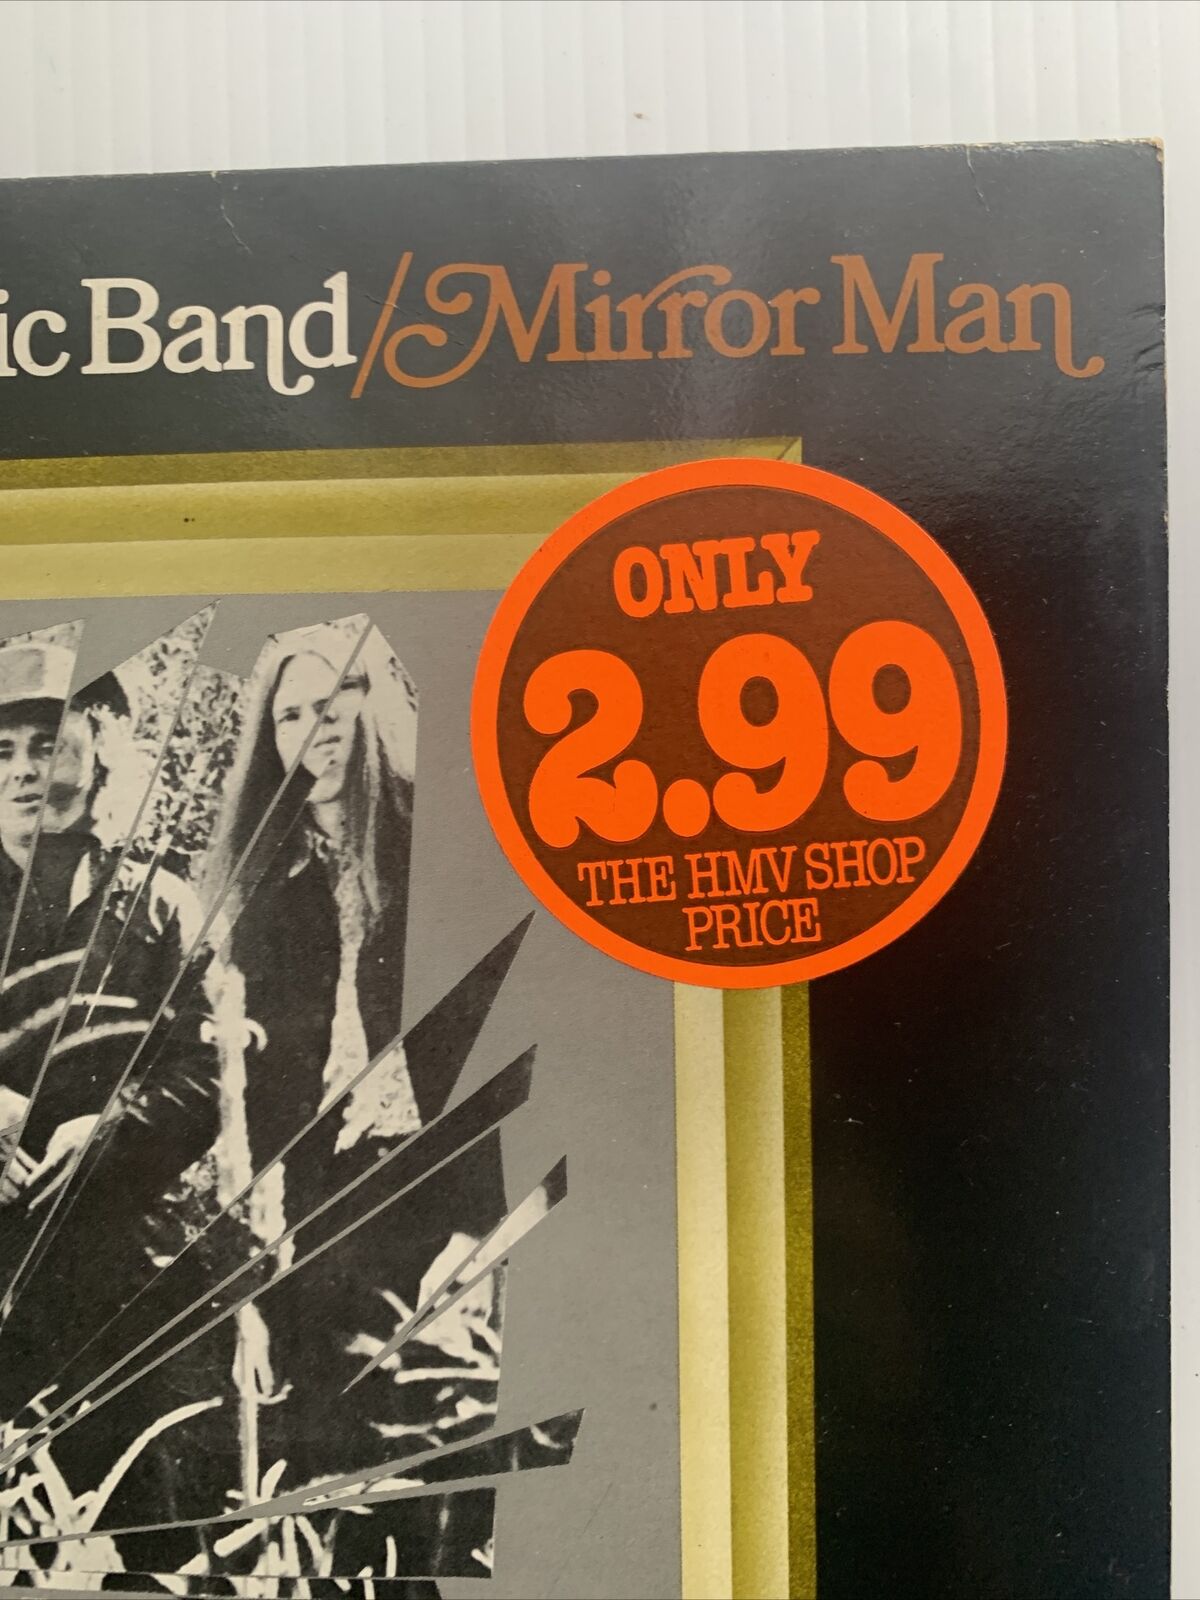 ic Band/Mirror Man
ONLY
2.99
THE HMV SHOP
PRICE